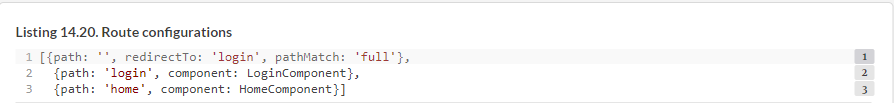 Listing 14.20. Route configurations
1 [{path: '', redirectTo: 'login', pathMatch: 'full'}, 1
2   {path: 'login', component: LoginComponent}, 2
3   {path: 'home', component: HomeComponent}] 3